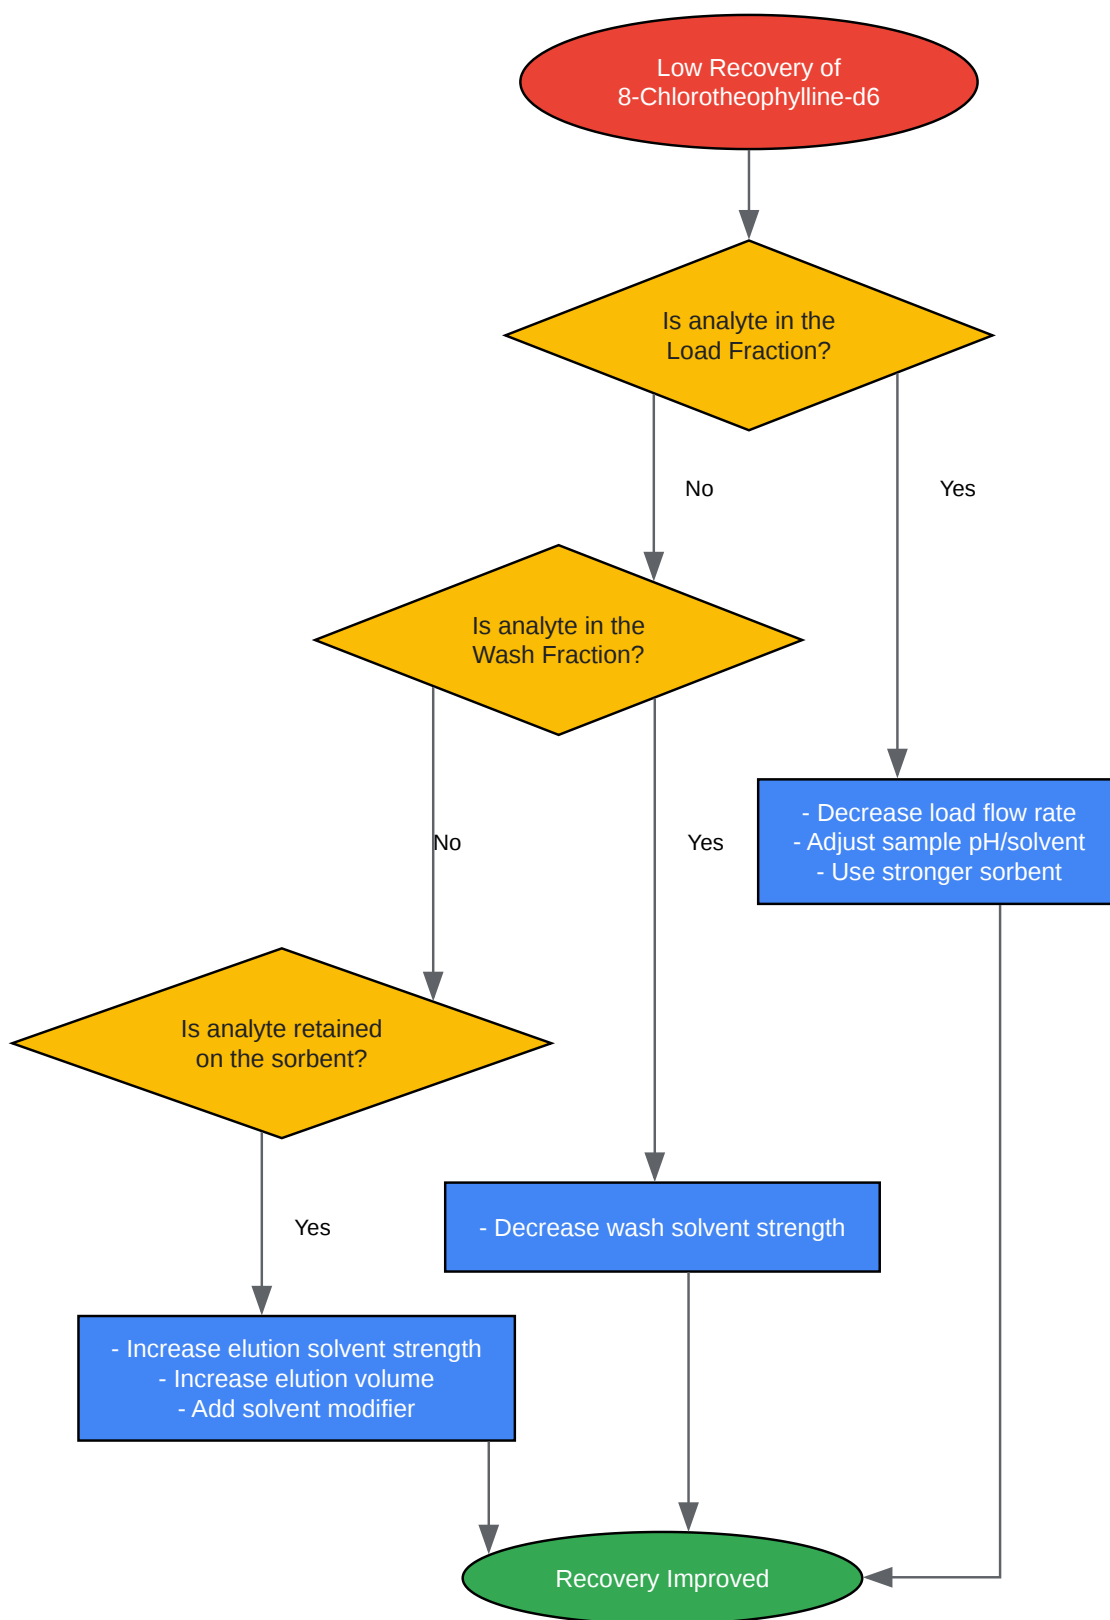 Low Recovery of
8-Chlorotheophylline-d6
Is analyte in the
Load Fraction?
No
Yes
Is analyte in the
Wash Fraction?
- Decrease load flow rate
- Adjust sample pH/solvent
- Use stronger sorbent
No
Yes
Is analyte retained
on the sorbent?
Yes
- Decrease wash solvent strength
- Increase elution solvent strength
- Increase elution volume
- Add solvent modifier
Recovery Improved